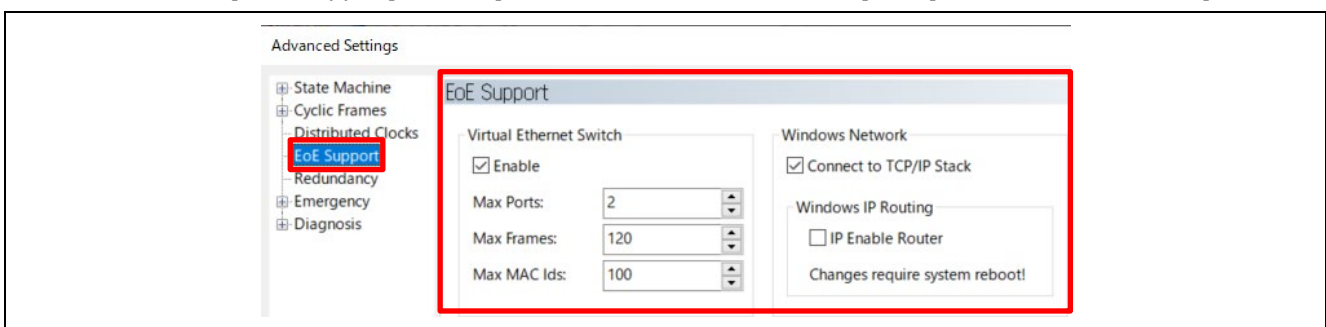 Advanced Settings
State Machine
Cyclic Frames
Distributed Clocks
EoE Support
Redundancy
Emergency
Diagnosis
EoE Support
Virtual Ethernet Switch
Enable
Max Ports: 2
Max Frames: 120
Max MAC Ids: 100
Windows Network
Connect to TCP/IP Stack
Windows IP Routing
IP Enable Router
Changes require system reboot!